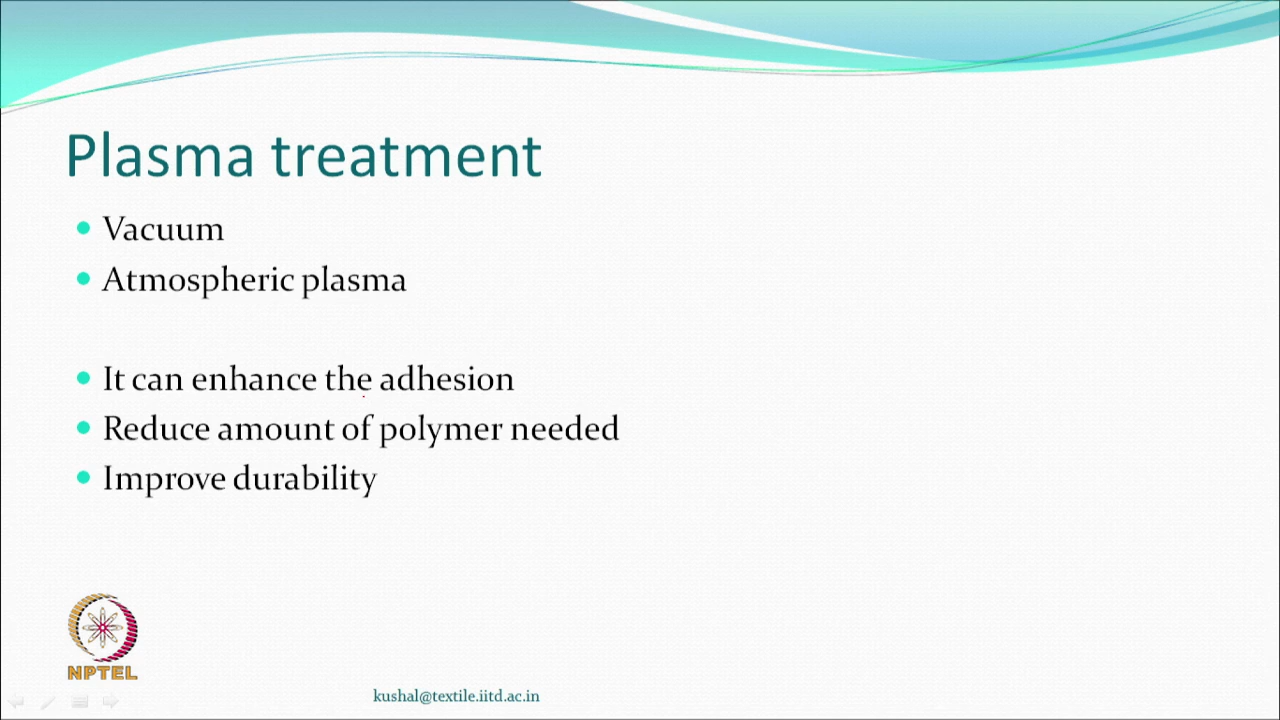 Plasma treatment
Vacuum
Atmospheric plasma
It can enhance the adhesion
Reduce amount of polymer needed
Improve durability
NPTEL
kushal@textile.iitd.ac.in